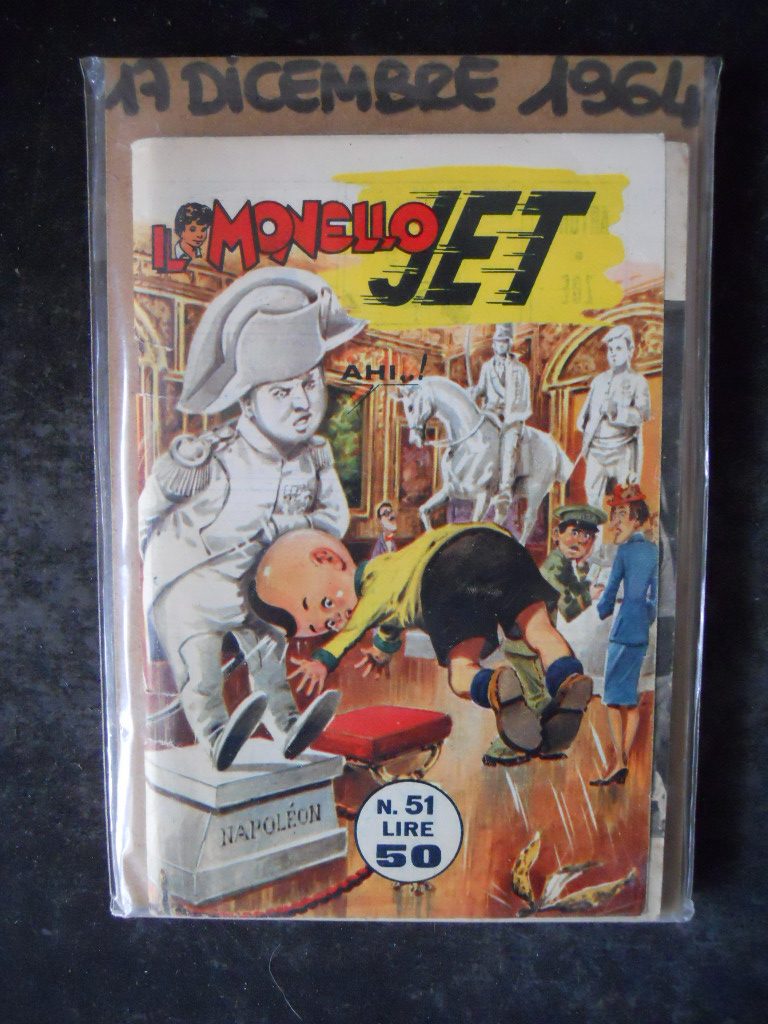 17 DICEMBRE 1964
IL MONELLO JET
AHI..!
NAPOLÉON
N. 51
LIRE
50